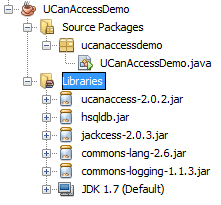 UCanAccessDemo
Source Packages
ucanaccessdemo
UCanAccessDemo.java
Libraries
ucanaccess-2.0.2.jar
hsqldb.jar
jackcess-2.0.3.jar
commons-lang-2.6.jar
commons-logging-1.1.3.jar
JDK 1.7 (Default)